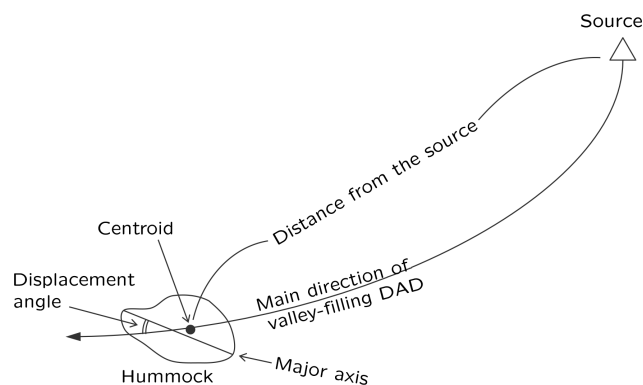 Source
Distance from the source
Centroid
Displacement
angle
Main direction of
valley-filling DAD
Major axis
Hummock